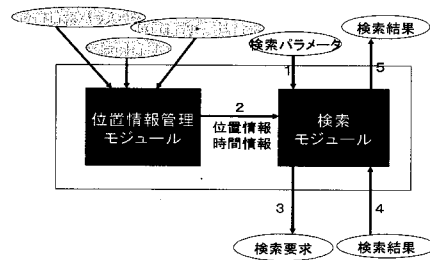 検索パラメータ
検索結果
1
5
位置情報管理
モジュール
2
位置情報
時間情報
検索
モジュール
3
4
検索要求
検索結果